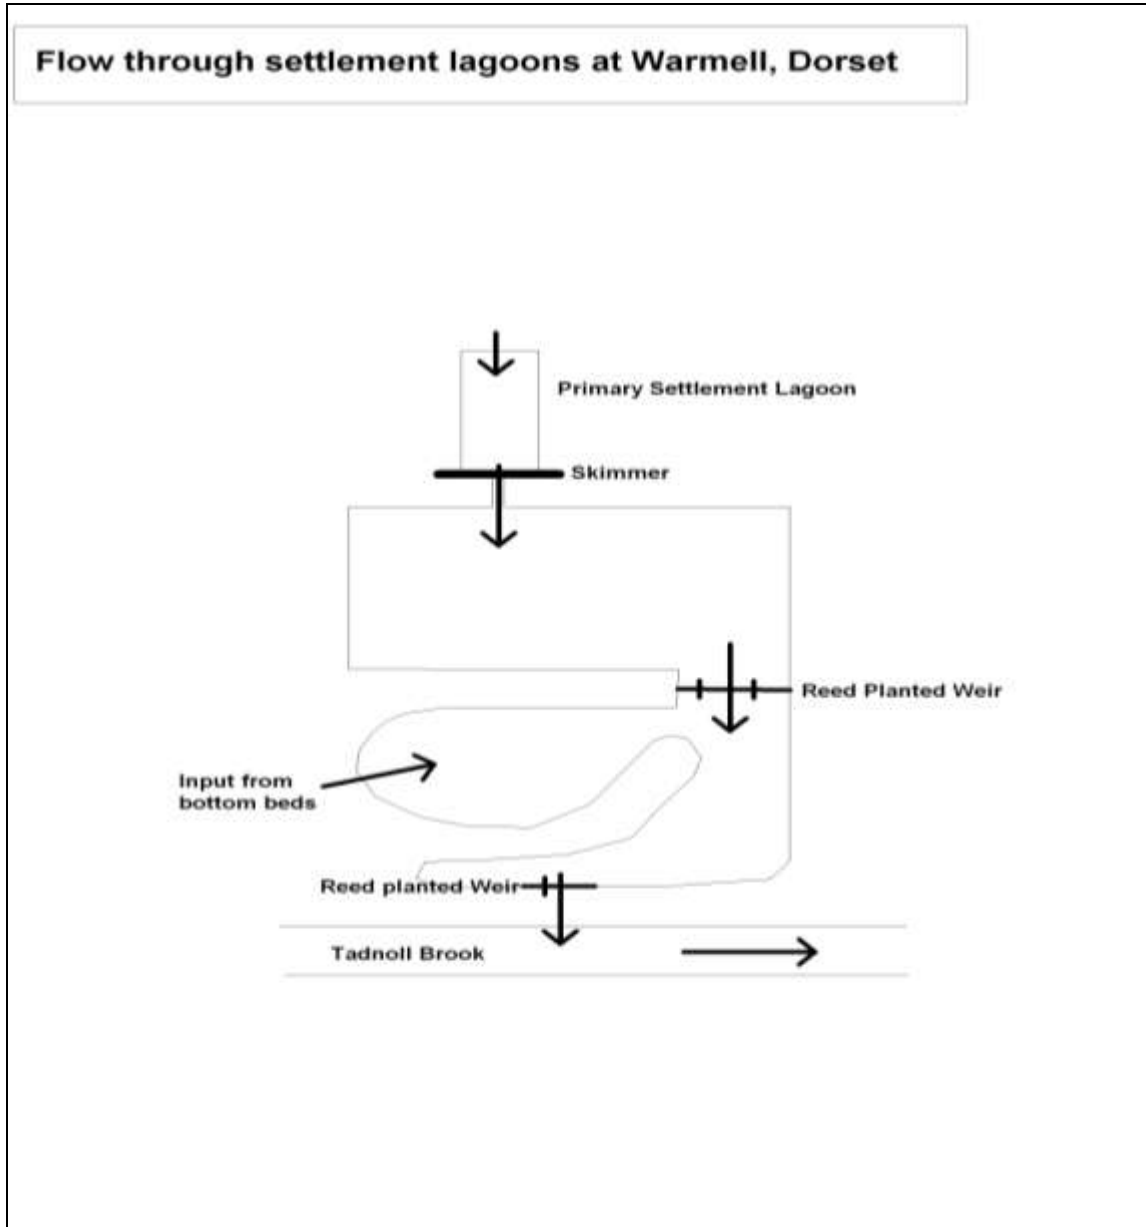 Flow through settlement lagoons at Warmell, Dorset
Primary Settlement Lagoon
Skimmer
Reed Planted Weir
Input from
bottom beds
Reed planted Weir
Tadnoll Brook